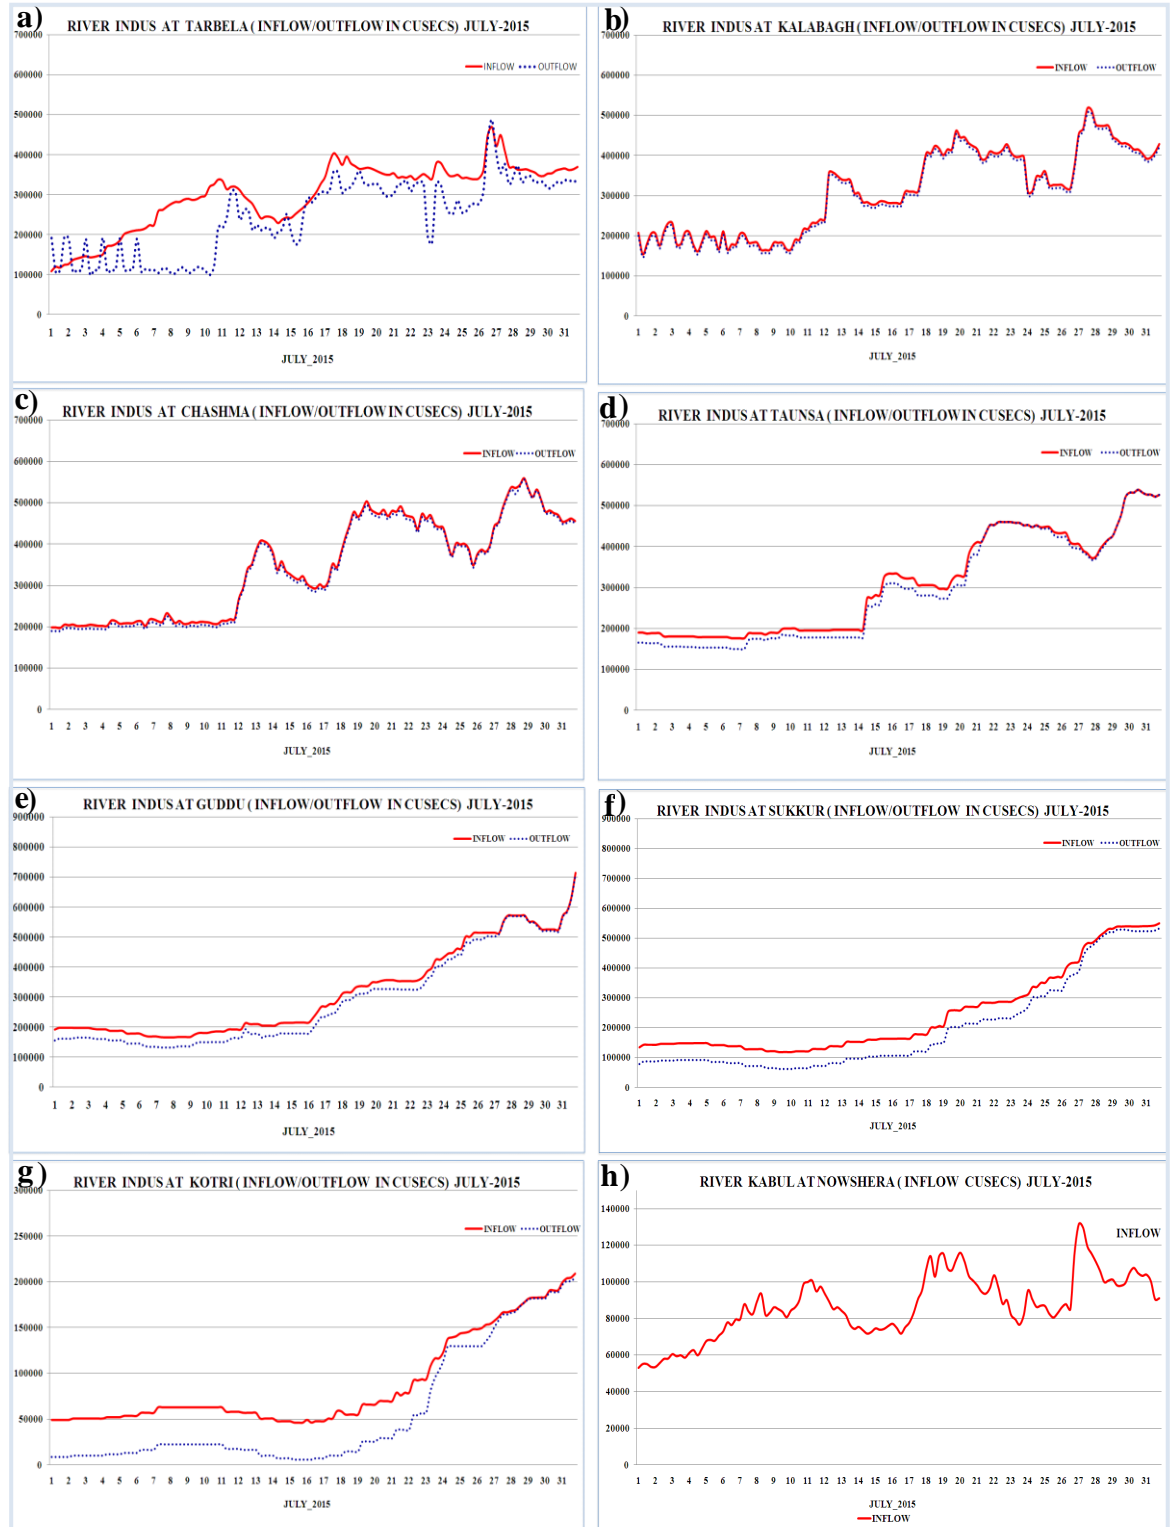 a)
RIVER INDUS AT TARBELA ( INFLOW/OUTFLOW IN CUSECS) JULY-2015
INFLOW OUTFLOW
700000
600000
500000
400000
300000
200000
100000
0
1 2 3 4 5 6 7 8 9 10 11 12 13 14 15 16 17 18 19 20 21 22 23 24 25 26 27 28 29 30 31
JULY_2015
b)
RIVER INDUS AT KALABAGH ( INFLOW/OUTFLOW IN CUSECS) JULY-2015
INFLOW OUTFLOW
700000
600000
500000
400000
300000
200000
100000
0
1 2 3 4 5 6 7 8 9 10 11 12 13 14 15 16 17 18 19 20 21 22 23 24 25 26 27 28 29 30 31
JULY_2015
c)
RIVER INDUS AT CHASHMA ( INFLOW/OUTFLOW IN CUSECS) JULY-2015
INFLOW OUTFLOW
700000
600000
500000
400000
300000
200000
100000
0
1 2 3 4 5 6 7 8 9 10 11 12 13 14 15 16 17 18 19 20 21 22 23 24 25 26 27 28 29 30 31
JULY_2015
d)
RIVER INDUS AT TAUNSA ( INFLOW/OUTFLOW IN CUSECS) JULY-2015
INFLOW OUTFLOW
700000
600000
500000
400000
300000
200000
100000
0
1 2 3 4 5 6 7 8 9 10 11 12 13 14 15 16 17 18 19 20 21 22 23 24 25 26 27 28 29 30 31
JULY_2015
e)
RIVER INDUS AT GUDDU ( INFLOW/OUTFLOW IN CUSECS) JULY-2015
INFLOW OUTFLOW
900000
800000
700000
600000
500000
400000
300000
200000
100000
0
1 2 3 4 5 6 7 8 9 10 11 12 13 14 15 16 17 18 19 20 21 22 23 24 25 26 27 28 29 30 31
JULY_2015
f)
RIVER INDUS AT SUKKUR ( INFLOW/OUTFLOW IN CUSECS) JULY-2015
INFLOW OUTFLOW
900000
800000
700000
600000
500000
400000
300000
200000
100000
0
1 2 3 4 5 6 7 8 9 10 11 12 13 14 15 16 17 18 19 20 21 22 23 24 25 26 27 28 29 30 31
JULY_2015
g)
RIVER INDUS AT KOTRI ( INFLOW/OUTFLOW IN CUSECS) JULY-2015
INFLOW OUTFLOW
300000
250000
200000
150000
100000
50000
0
1 2 3 4 5 6 7 8 9 10 11 12 13 14 15 16 17 18 19 20 21 22 23 24 25 26 27 28 29 30 31
JULY_2015
h)
RIVER KABUL AT NOWSHERA ( INFLOW CUSECS) JULY-2015
INFLOW
140000
120000
100000
80000
60000
40000
20000
0
1 2 3 4 5 6 7 8 9 10 11 12 13 14 15 16 17 18 19 20 21 22 23 24 25 26 27 28 29 30 31
JULY_2015
INFLOW